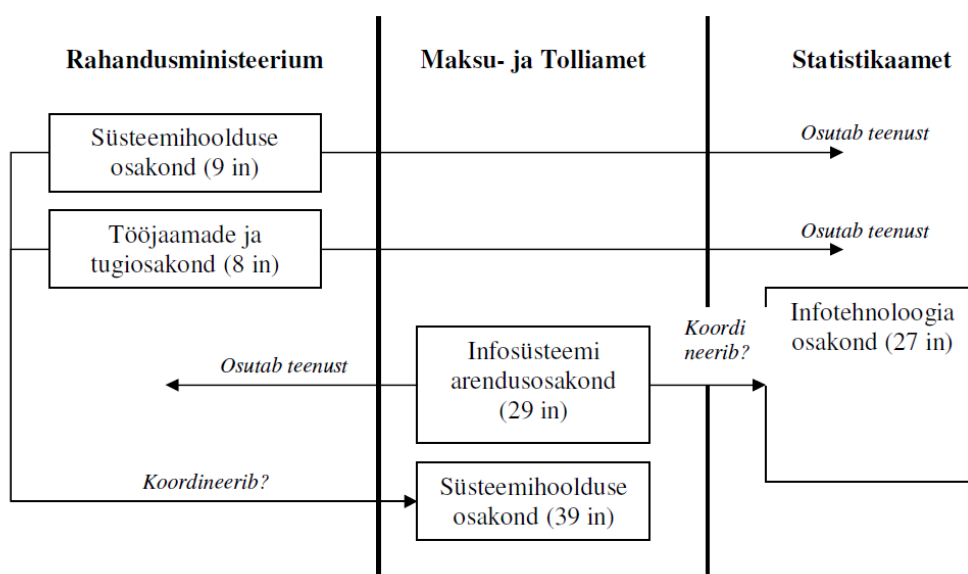 Rahandusministeerium
Maksu- ja Tolliamet
Statistikaamet
Süsteemihoolduse
osakond (9 in)
Osutab teenust
Tööjaamade ja
tugiosakond (8 in)
Osutab teenust
Infosüsteemi
arendusosakond
(29 in)
Osutab teenust
Koordi
neerib?
Infotehnoloogia
osakond (27 in)
Koordineerib?
Süsteemihoolduse
osakond (39 in)